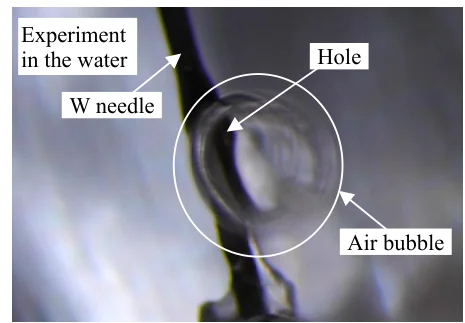 Experiment
in the water
Hole
W needle
Air bubble